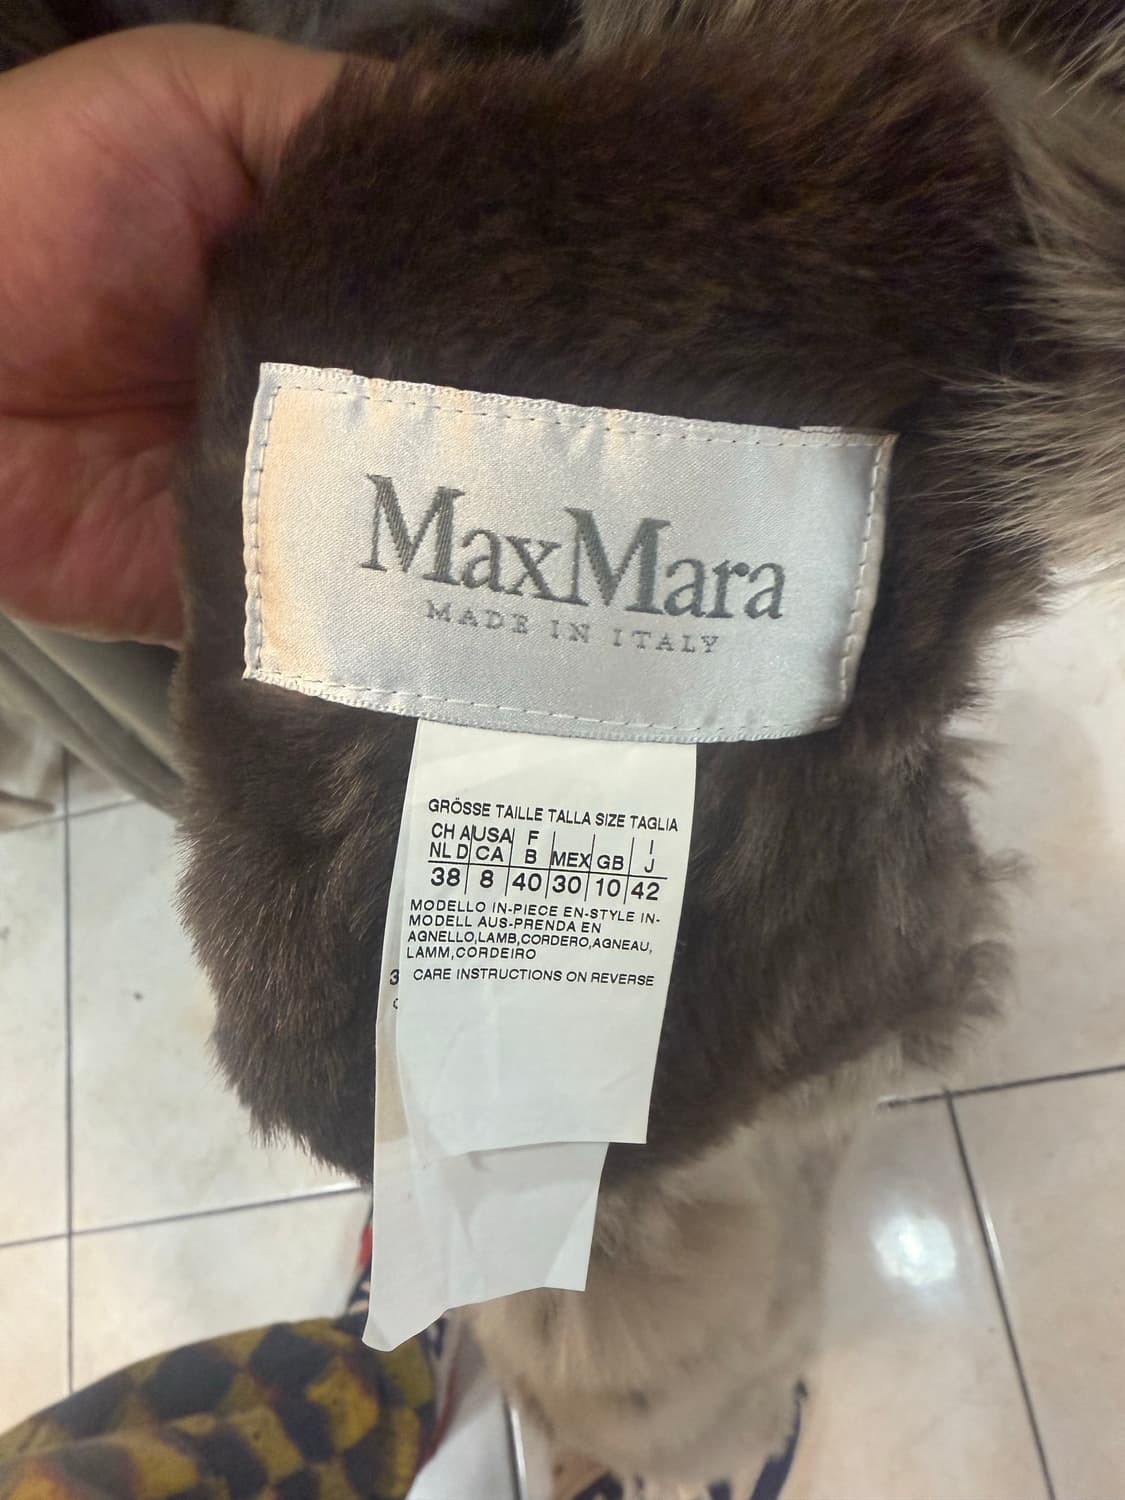 MaxMara
MADE IN ITALY
GRÖSSE TAILLE TALLA SIZE TAGLIA
CH A USA F I
NL D CA B MEX GB J
38 8 40 30 10 42
MODELLO IN-PIECE EN-STYLE IN-
MODELL AUS-PRENDA EN
AGNELLO,LAMB,CORDERO,AGNEAU,
LAMM,CORDEIRO
CARE INSTRUCTIONS ON REVERSE
3